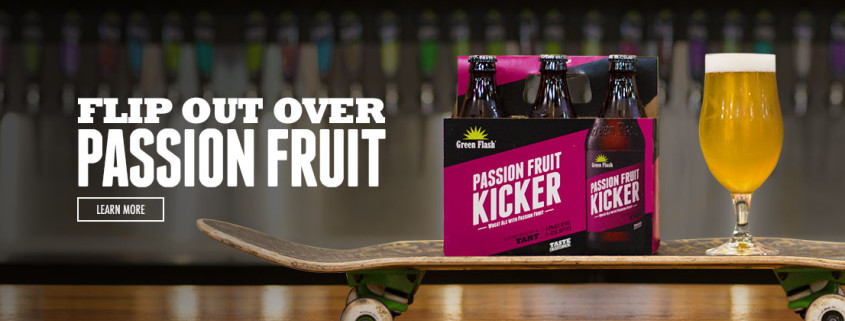 FLIP OUT OVER
PASSION FRUIT
LEARN MORE
Green Flash
PASSION FRUIT
KICKER
WHEAT ALE WITH PASSION FRUIT
TART
TASTE
Green Flash
PASSION FRUIT
KICKER